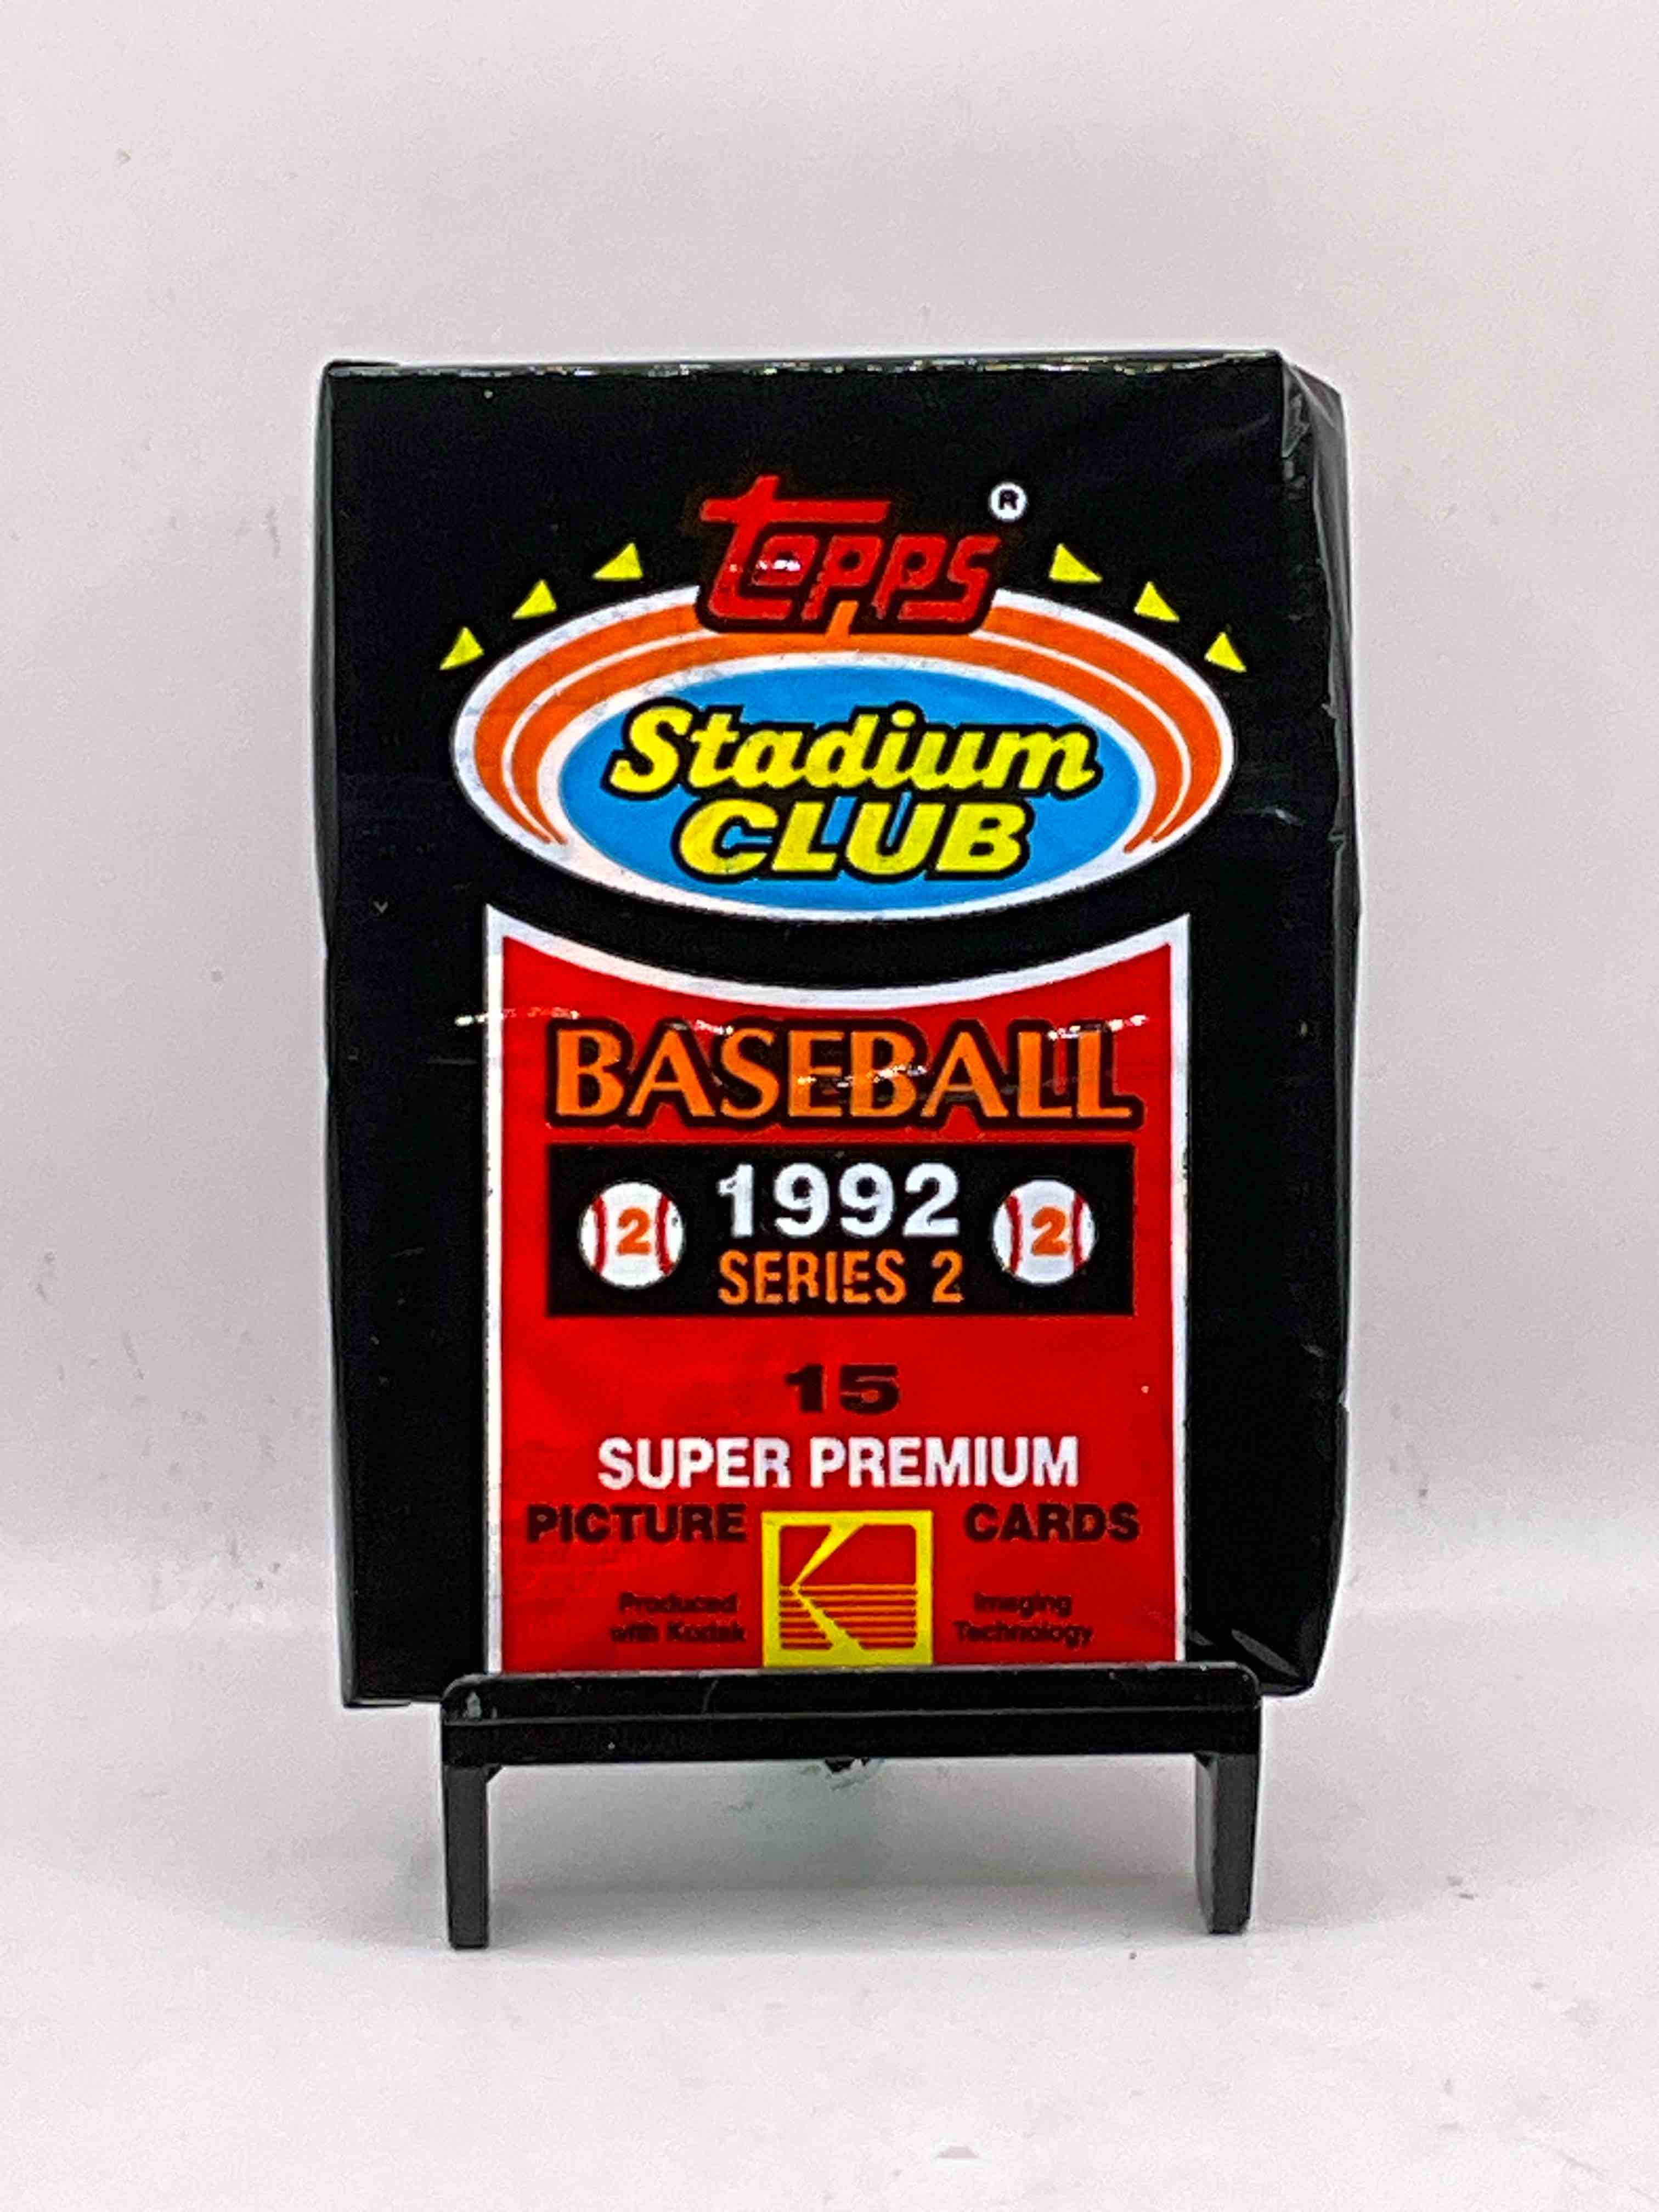 Topps ®
Stadium
CLUB
BASEBALL
2 1992 2
SERIES 2
15
SUPER PREMIUM
PICTURE CARDS
Produced Imaging
with Kodak Technology